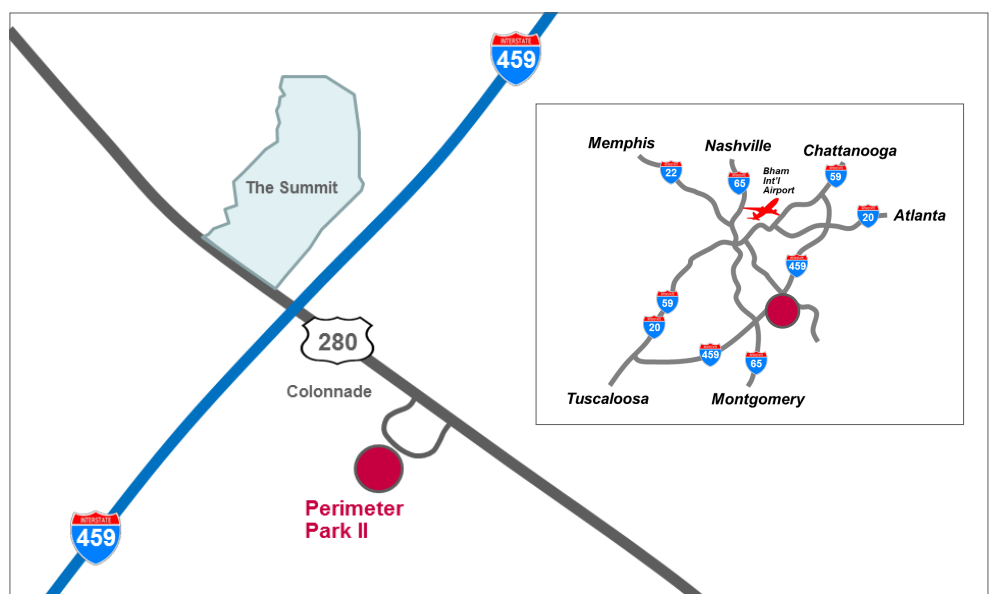 INTERSTATE
459
The Summit
280
Colonnade
Perimeter
Park II
INTERSTATE
459
Memphis
Nashville
Chattanooga
22
65
Bham
Int'l
Airport
59
20
Atlanta
459
59
20
459
65
Tuscaloosa
Montgomery